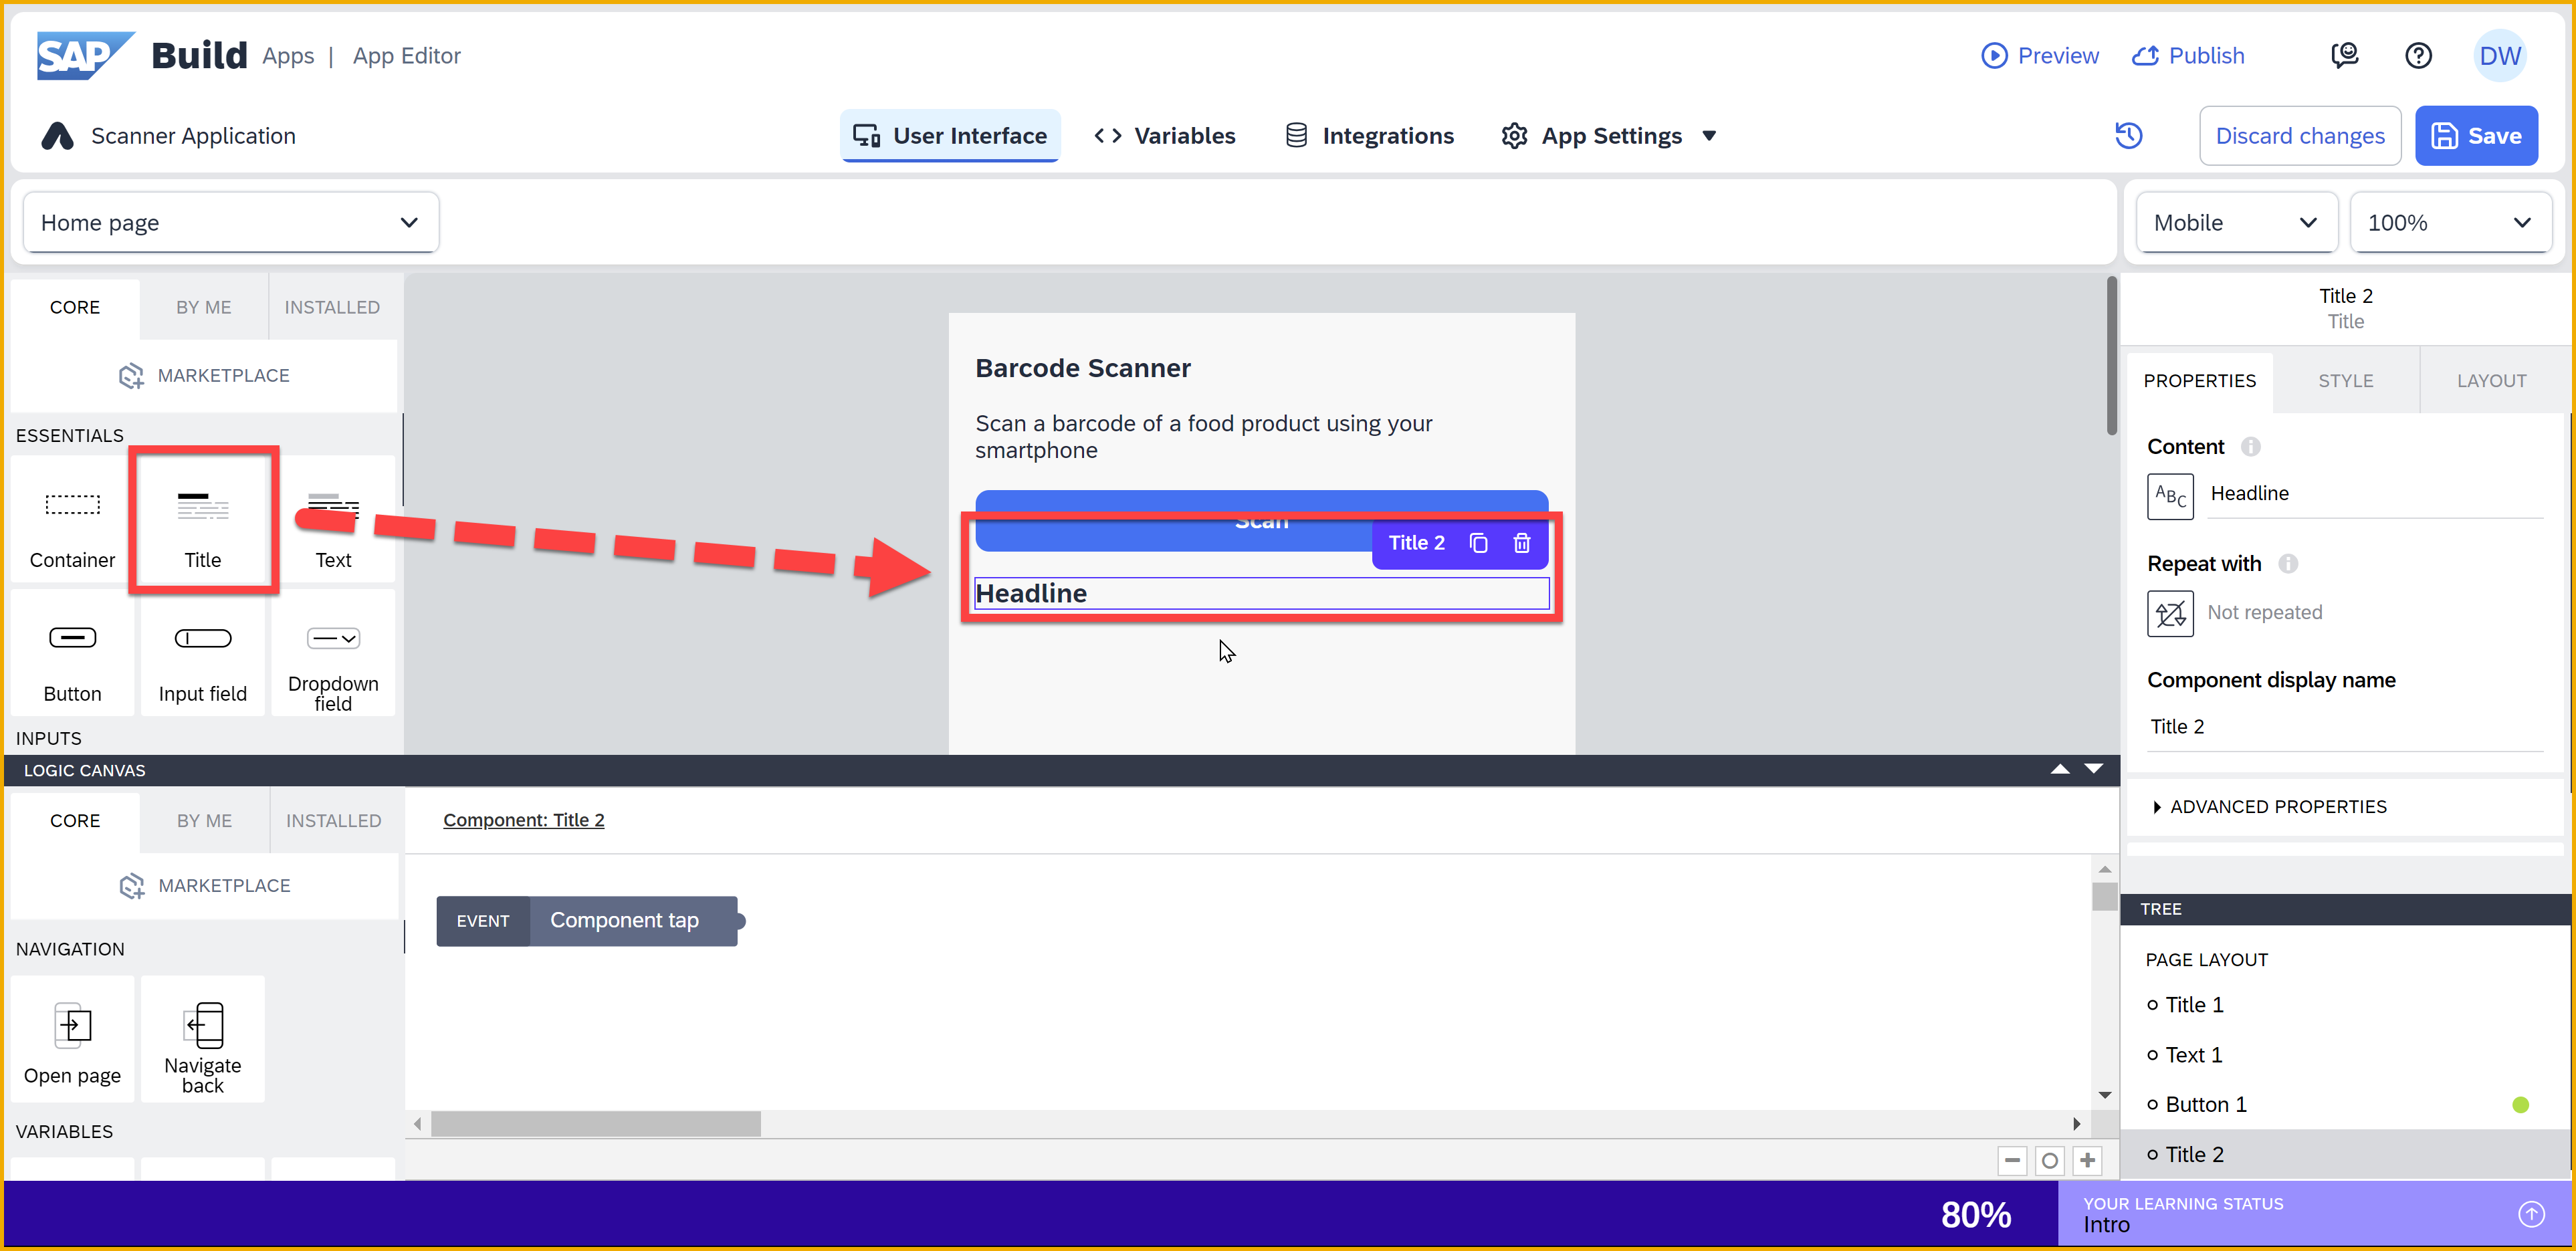 SAP Build Apps | App Editor
Preview
Publish
DW
Scanner Application
User Interface
Variables
Integrations
App Settings
Discard changes
Save
Home page
Mobile
100%
CORE
BY ME
INSTALLED
MARKETPLACE
ESSENTIALS
Container
Title
Text
Button
Input field
Dropdown
field
INPUTS
Barcode Scanner
Scan a barcode of a food product using your
smartphone
Scan
Title 2
Headline
Title 2
Title
PROPERTIES
STYLE
LAYOUT
Content
ABC
Headline
Repeat with
Not repeated
Component display name
Title 2
ADVANCED PROPERTIES
LOGIC CANVAS
CORE
BY ME
INSTALLED
MARKETPLACE
NAVIGATION
Open page
Navigate
back
VARIABLES
Component: Title 2
EVENT
Component tap
TREE
PAGE LAYOUT
Title 1
Text 1
Button 1
Title 2
80%
YOUR LEARNING STATUS
Intro